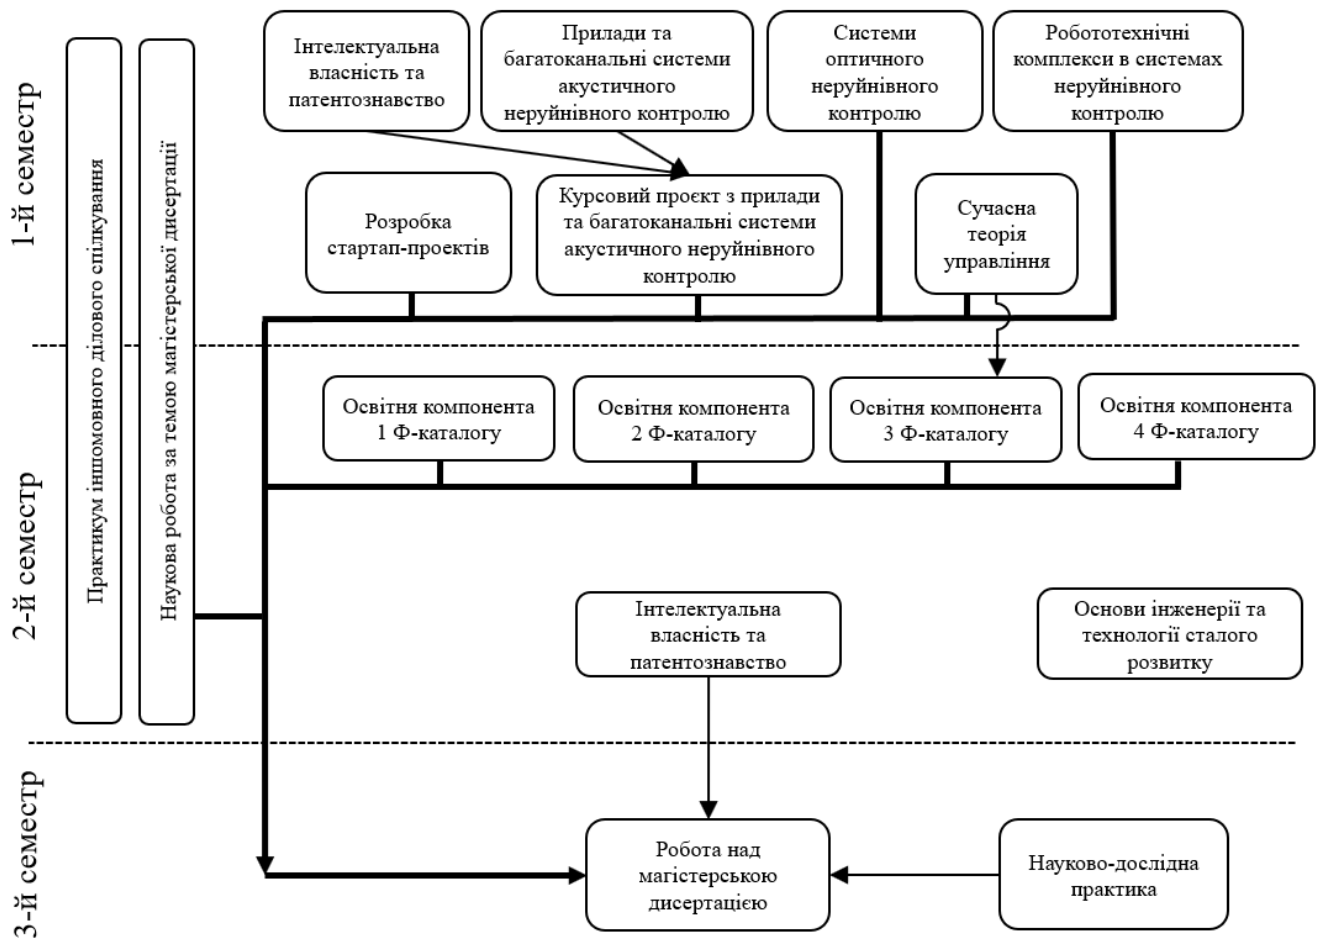 1-й семестр
Інтелектуальна
власність та
патентознавство
Прилади та
багатоканальні системи
акустичного
неруйнівного контролю
Системи
оптичного
неруйнівного
контролю
Робототехнічні
комплекси в системах
неруйнівного
контролю
Практикум іншомовного ділового спілкування
Наукова робота за темою магістерської дисертації
Розробка
стартап-проектів
Курсовий проєкт з прилади
та багатоканальні системи
акустичного неруйнівного
контролю
Сучасна
теорія
управління
2-й семестр
Освітня компонента
1 Ф-каталогу
Освітня компонента
2 Ф-каталогу
Освітня компонента
3 Ф-каталогу
Освітня компонента
4 Ф-каталогу
Інтелектуальна
власність та
патентознавство
Основи інженерії та
технології сталого
розвитку
3-й семестр
Робота над
магістерською
дисертацією
Науково-дослідна
практика